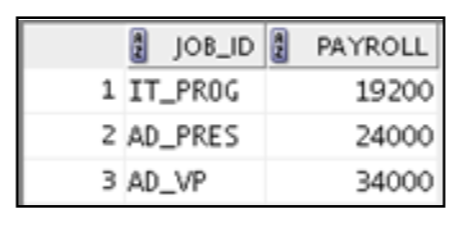 JOB_ID PAYROLL
1 IT_PROG 19200
2 AD_PRES 24000
3 AD_VP 34000